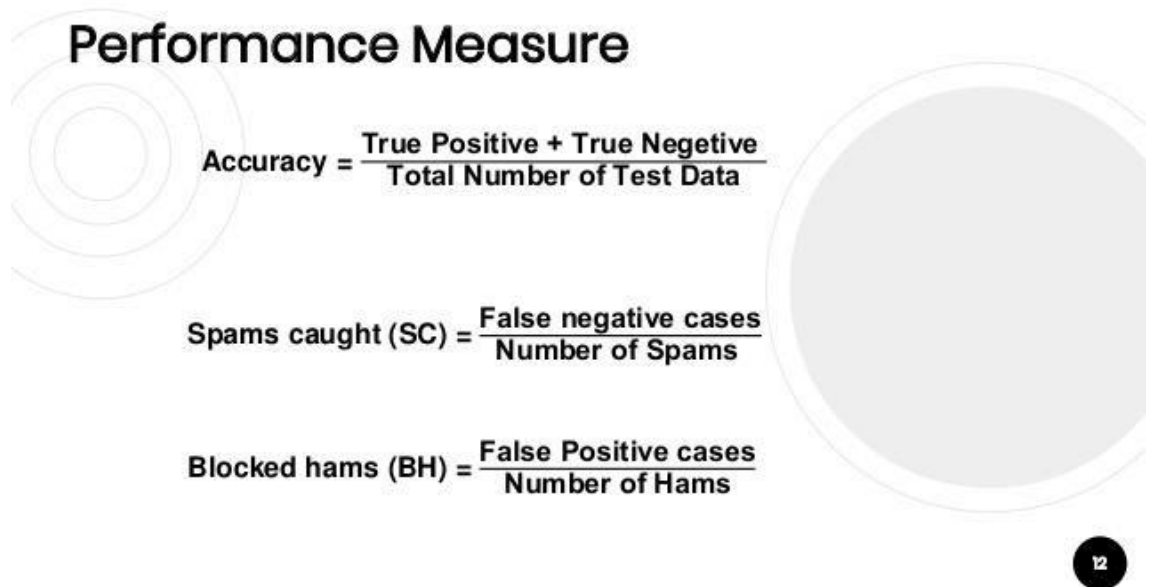 Performance Measure
Accuracy = True Positive + True Negetive
Total Number of Test Data
Spams caught (SC) = False negative cases
Number of Spams
Blocked hams (BH) = False Positive cases
Number of Hams
12